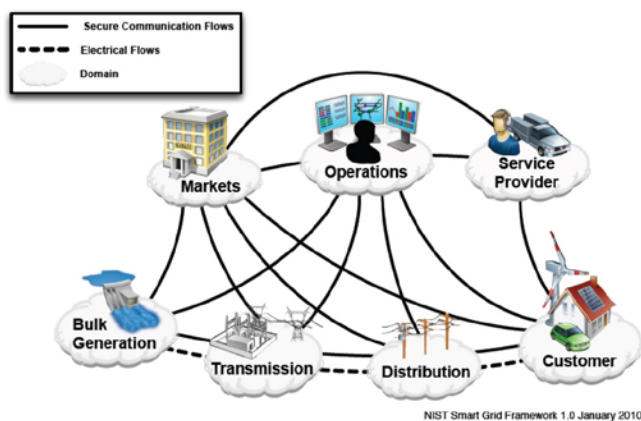 Secure Communication Flows
Electrical Flows
Domain
Markets
Operations
Service
Provider
Bulk
Generation
Transmission
Distribution
Customer
NIST Smart Grid Framework 1.0 January 2010